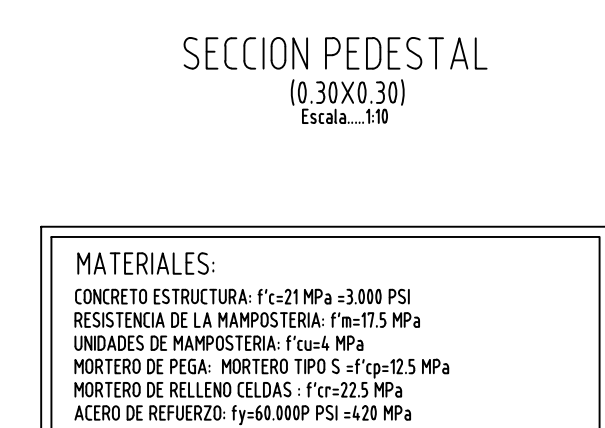 SECCION PEDESTAL
(0.30X0.30)
Escala.....1:10
MATERIALES:
CONCRETO ESTRUCTURA: f'c=21 MPa =3.000 PSI
RESISTENCIA DE LA MAMPOSTERIA: f'm=17.5 MPa
UNIDADES DE MAMPOSTERIA: f'cu=4 MPa
MORTERO DE PEGA:  MORTERO TIPO S =f'cp=12.5 MPa
MORTERO DE RELLENO CELDAS : f'cr=22.5 MPa
ACERO DE REFUERZO: fy=60.000P PSI =420 MPa